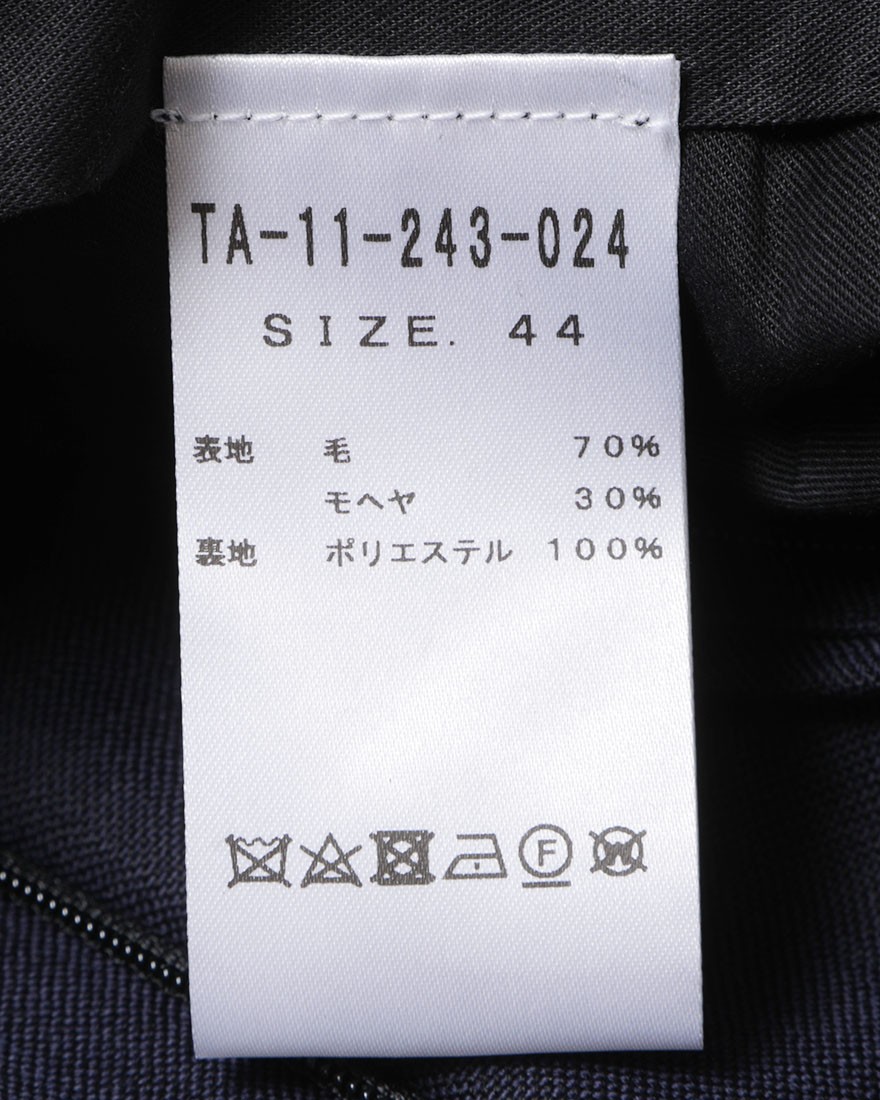 TA-11-243-024
SIZE. 44
表地 毛 70%
モヘヤ 30%
裏地 ポリエステル 100%
F W